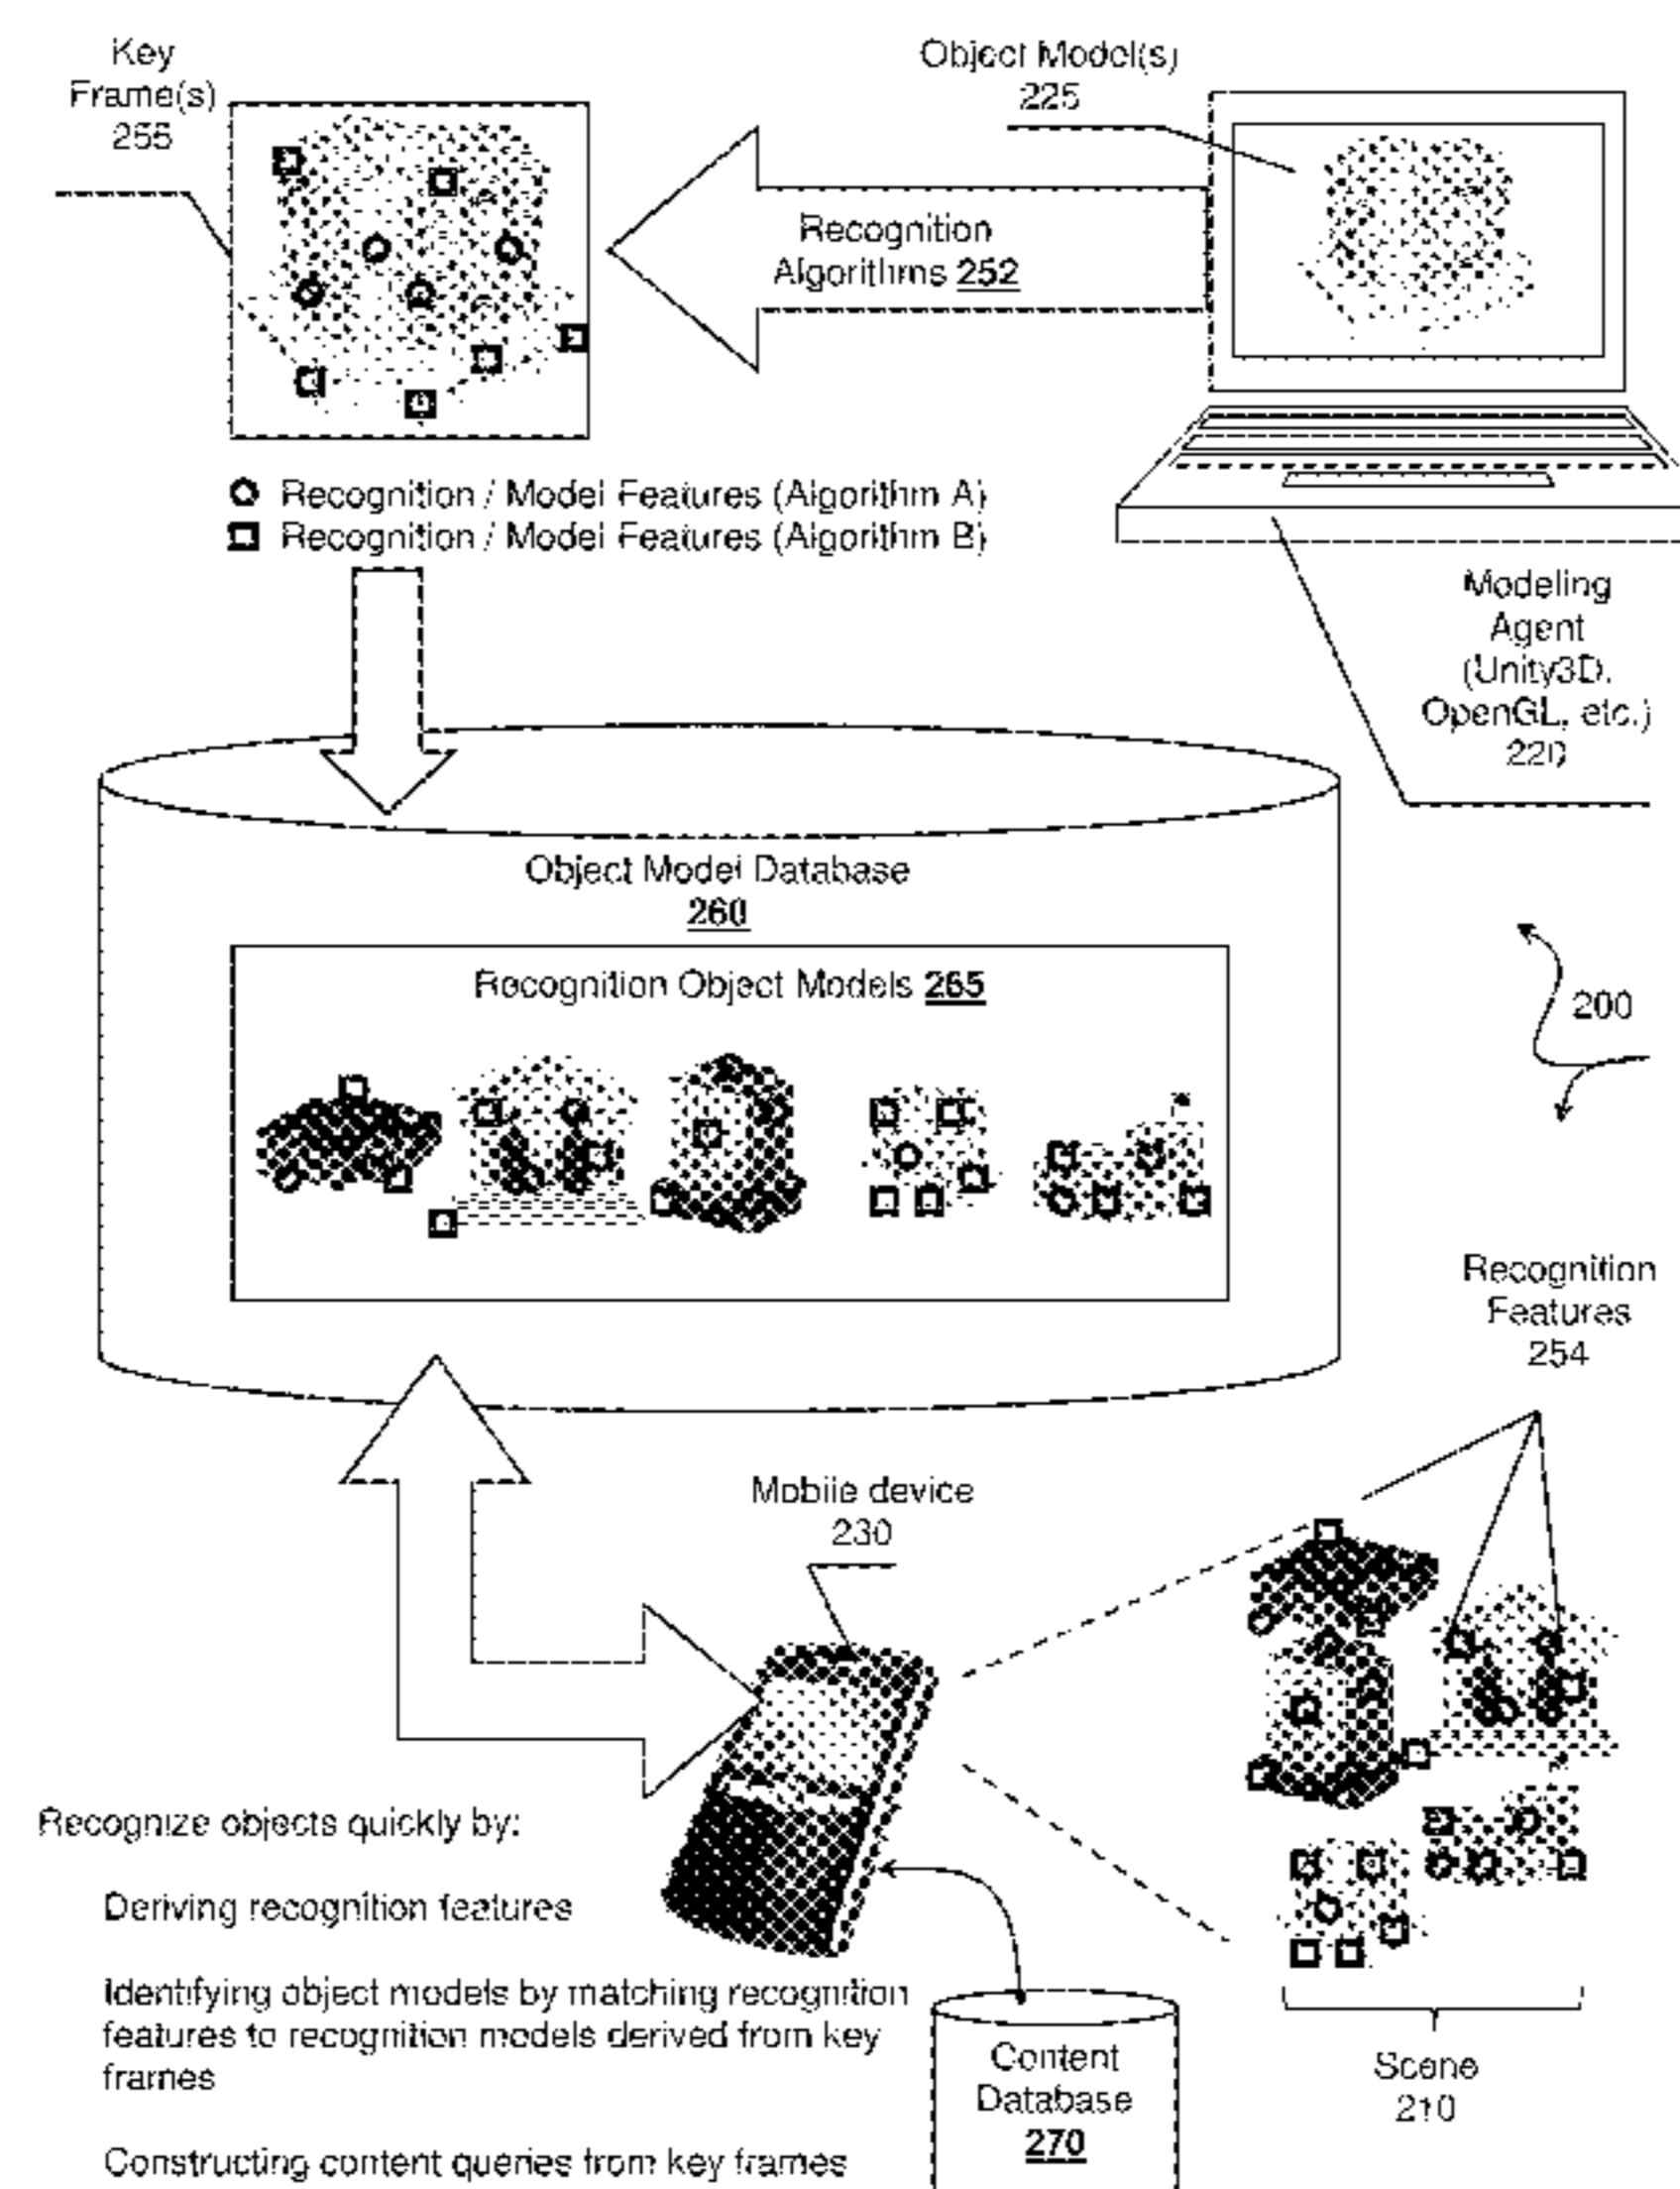 Key
Frame(s)
255
Object Model(s)
225
Recognition
Algorithms 252
Recognition / Model Features (Algorithm A)
Recognition / Model Features (Algorithm B)
Modeling
Agent
(Unity3D,
OpenGL, etc.)
220
Object Model Database
260
Recognition Object Models 265
200
Recognition
Features
254
Mobile device
230
Recognize objects quickly by:
Deriving recognition features
Identifying object models by matching recognition
features to recognition models derived from key
frames
Constructing content queries from key frames
Content
Database
270
Scene
210